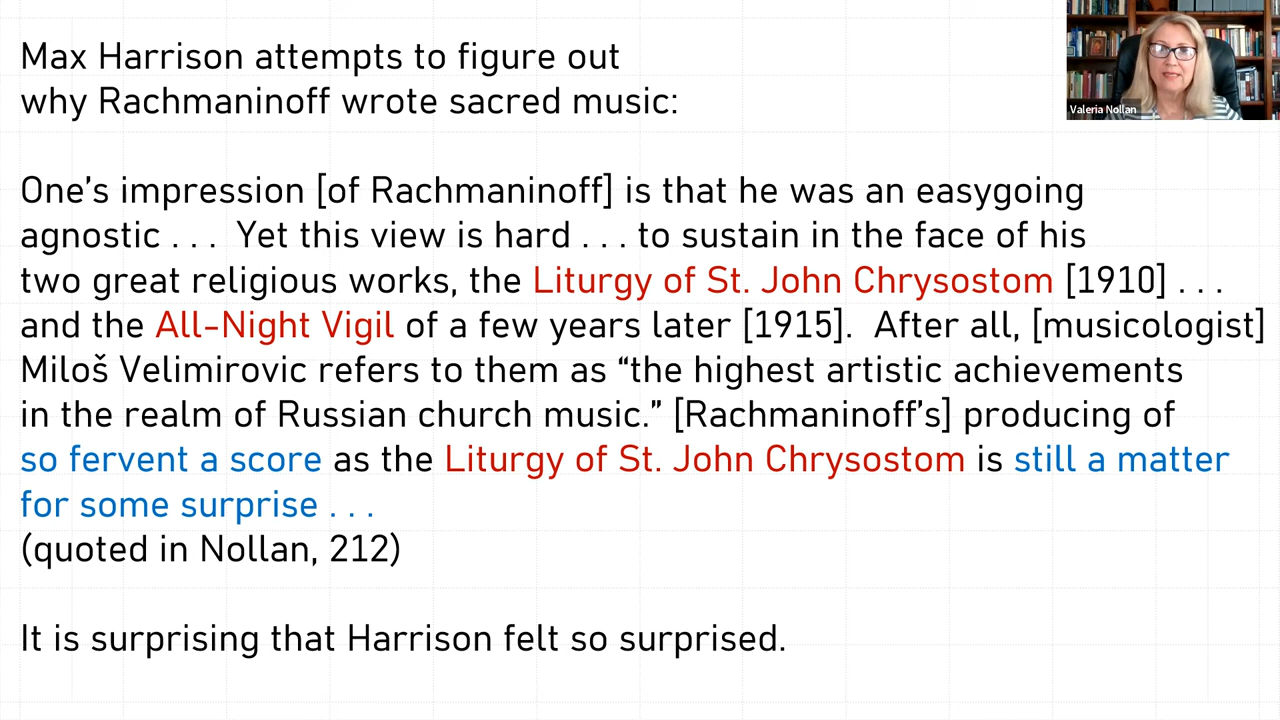 Max Harrison attempts to figure out
why Rachmaninoff wrote sacred music:
Valeria Nollan
One’s impression [of Rachmaninoff] is that he was an easygoing
agnostic . . .  Yet this view is hard . . . to sustain in the face of his
two great religious works, the Liturgy of St. John Chrysostom [1910] . . .
and the All-Night Vigil of a few years later [1915].  After all, [musicologist]
Miloš Velimirovic refers to them as “the highest artistic achievements
in the realm of Russian church music.” [Rachmaninoff’s] producing of
so fervent a score as the Liturgy of St. John Chrysostom is still a matter
for some surprise . . .
(quoted in Nollan, 212)
It is surprising that Harrison felt so surprised.